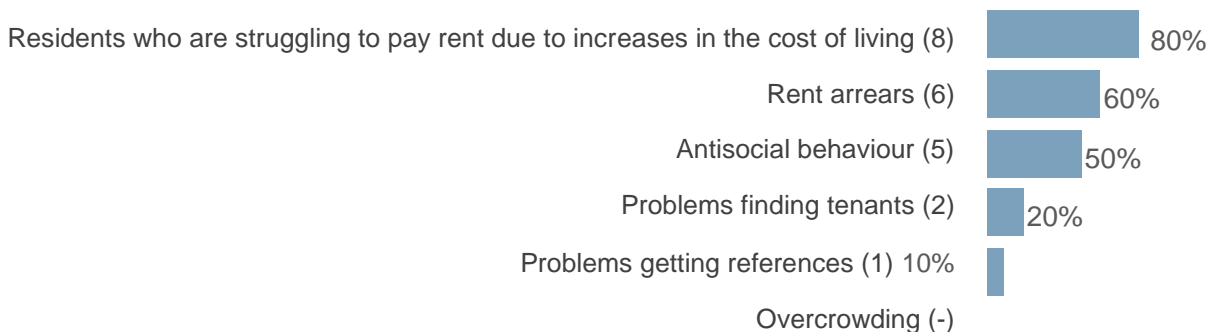 Residents who are struggling to pay rent due to increases in the cost of living (8) 80%
Rent arrears (6) 60%
Antisocial behaviour (5) 50%
Problems finding tenants (2) 20%
Problems getting references (1) 10%
Overcrowding (-)